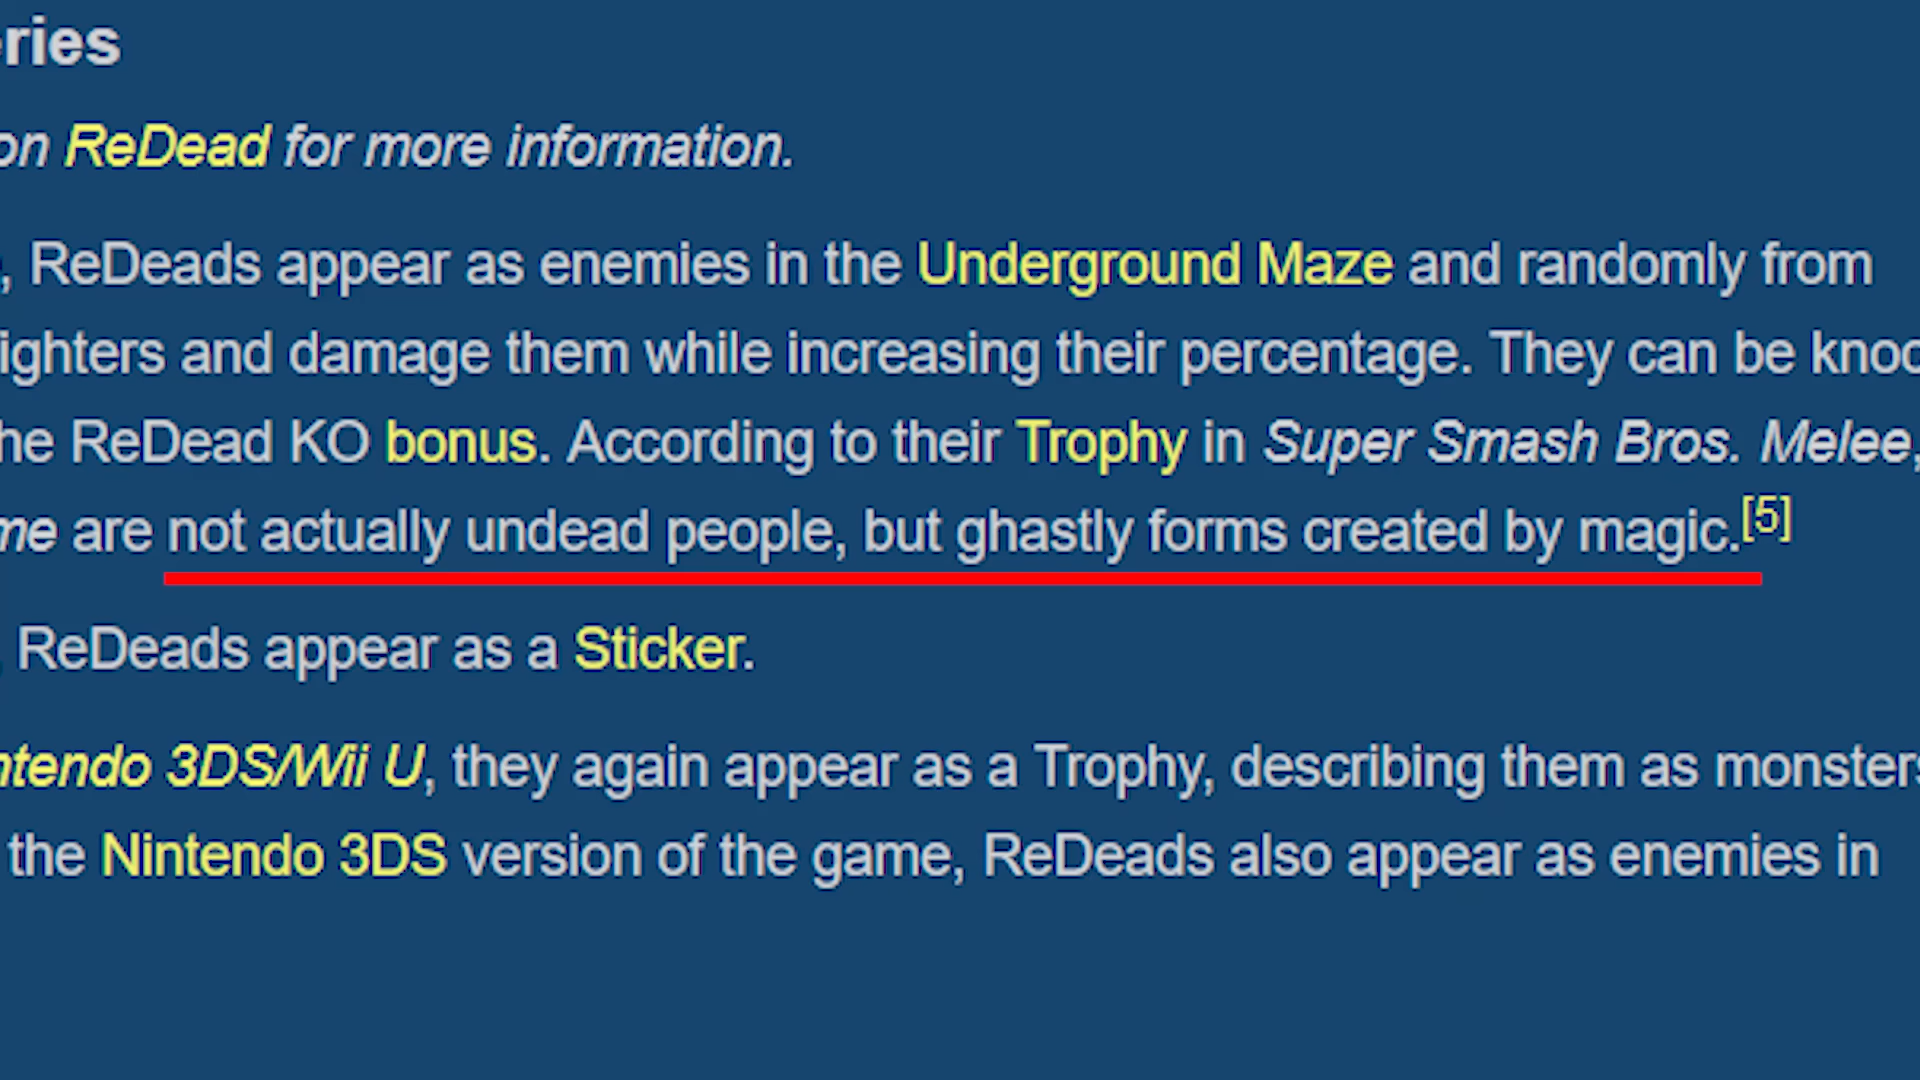 eries
on ReDead for more information.
, ReDeads appear as enemies in the Underground Maze and randomly from
ighters and damage them while increasing their percentage. They can be knoc
he ReDead KO bonus. According to their Trophy in Super Smash Bros. Melee,
me are not actually undead people, but ghastly forms created by magic.[5]
, ReDeads appear as a Sticker.
ntendo 3DS/Wii U, they again appear as a Trophy, describing them as monsters
the Nintendo 3DS version of the game, ReDeads also appear as enemies in